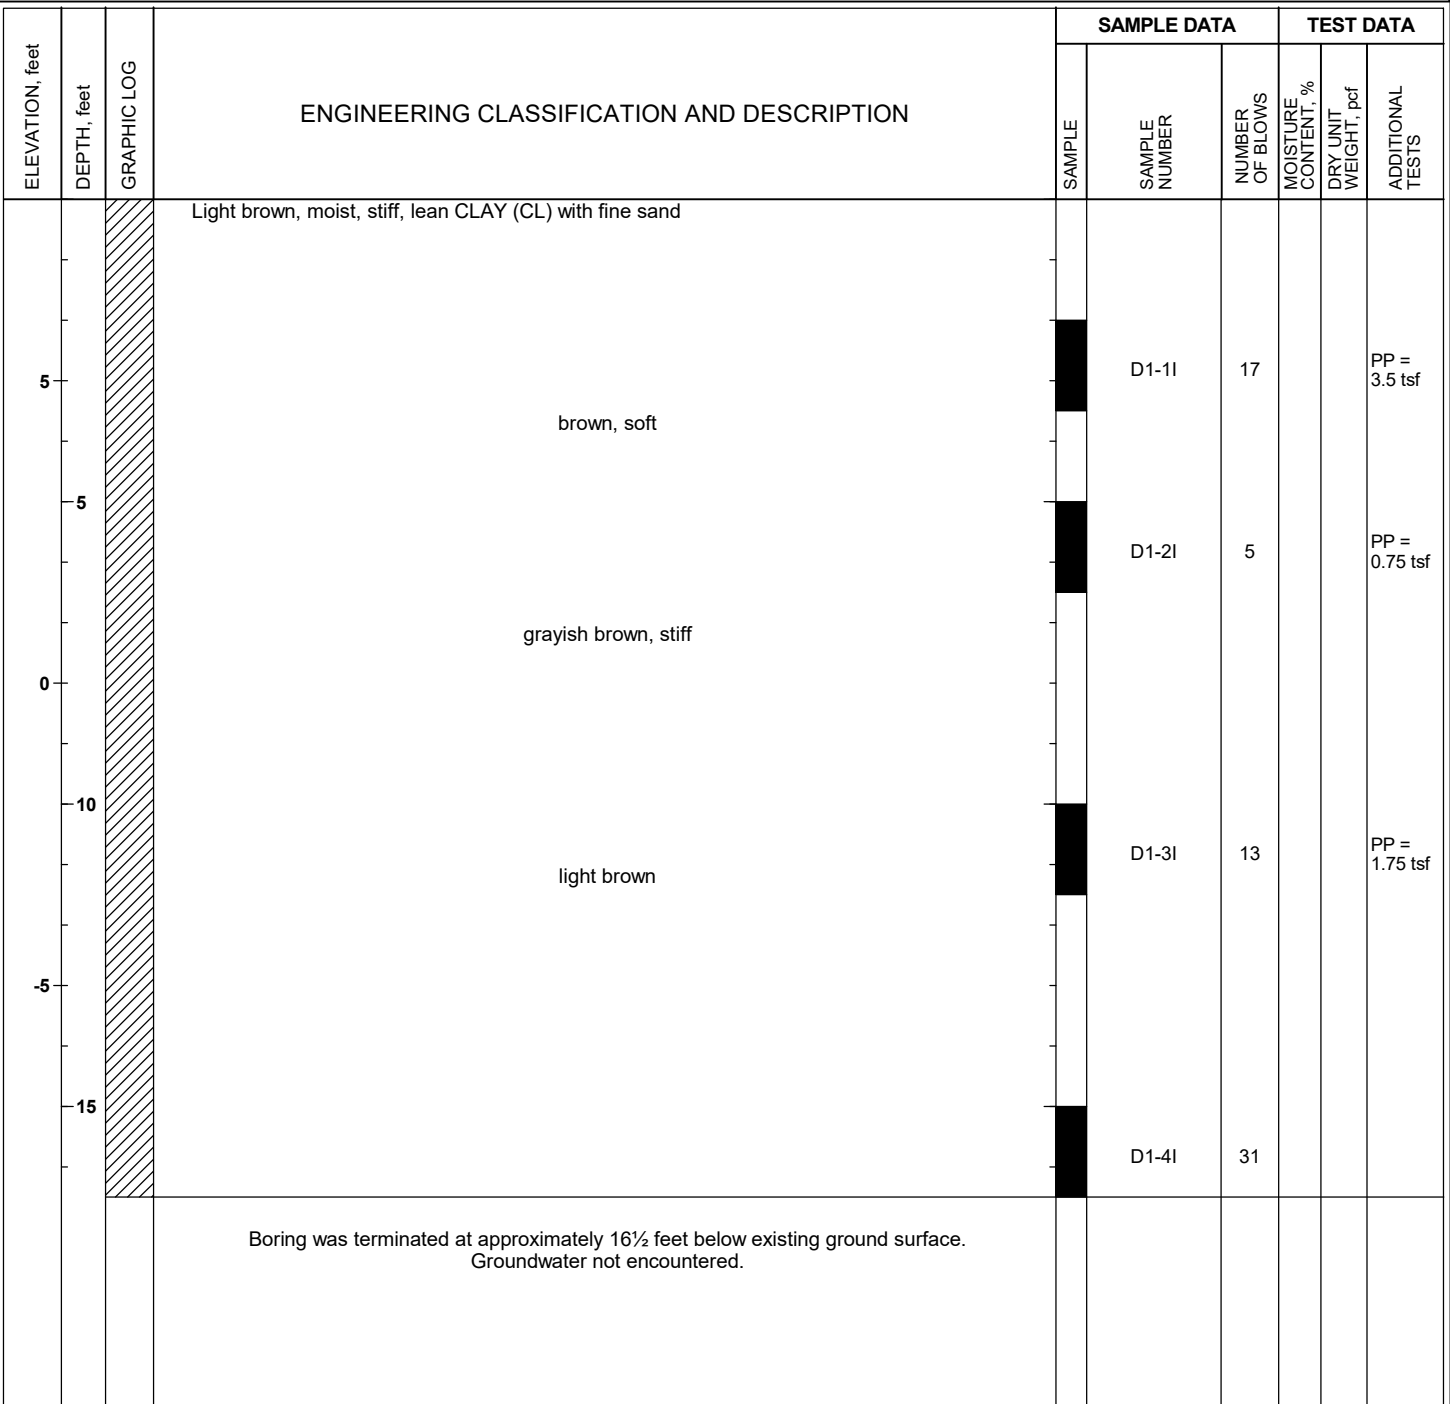 SAMPLE DATA
TEST DATA
ELEVATION, feet
DEPTH, feet
GRAPHIC LOG
ENGINEERING CLASSIFICATION AND DESCRIPTION
SAMPLE
SAMPLE
NUMBER
NUMBER
OF BLOWS
MOISTURE
CONTENT, %
DRY UNIT
WEIGHT, pcf
ADDITIONAL
TESTS
Light brown, moist, stiff, lean CLAY (CL) with fine sand
5
D1-1I
17
PP =
3.5 tsf
brown, soft
5
D1-2I
5
PP =
0.75 tsf
grayish brown, stiff
0
10
D1-3I
13
PP =
1.75 tsf
light brown
-5
15
D1-4I
31
Boring was terminated at approximately 16½ feet below existing ground surface.
Groundwater not encountered.